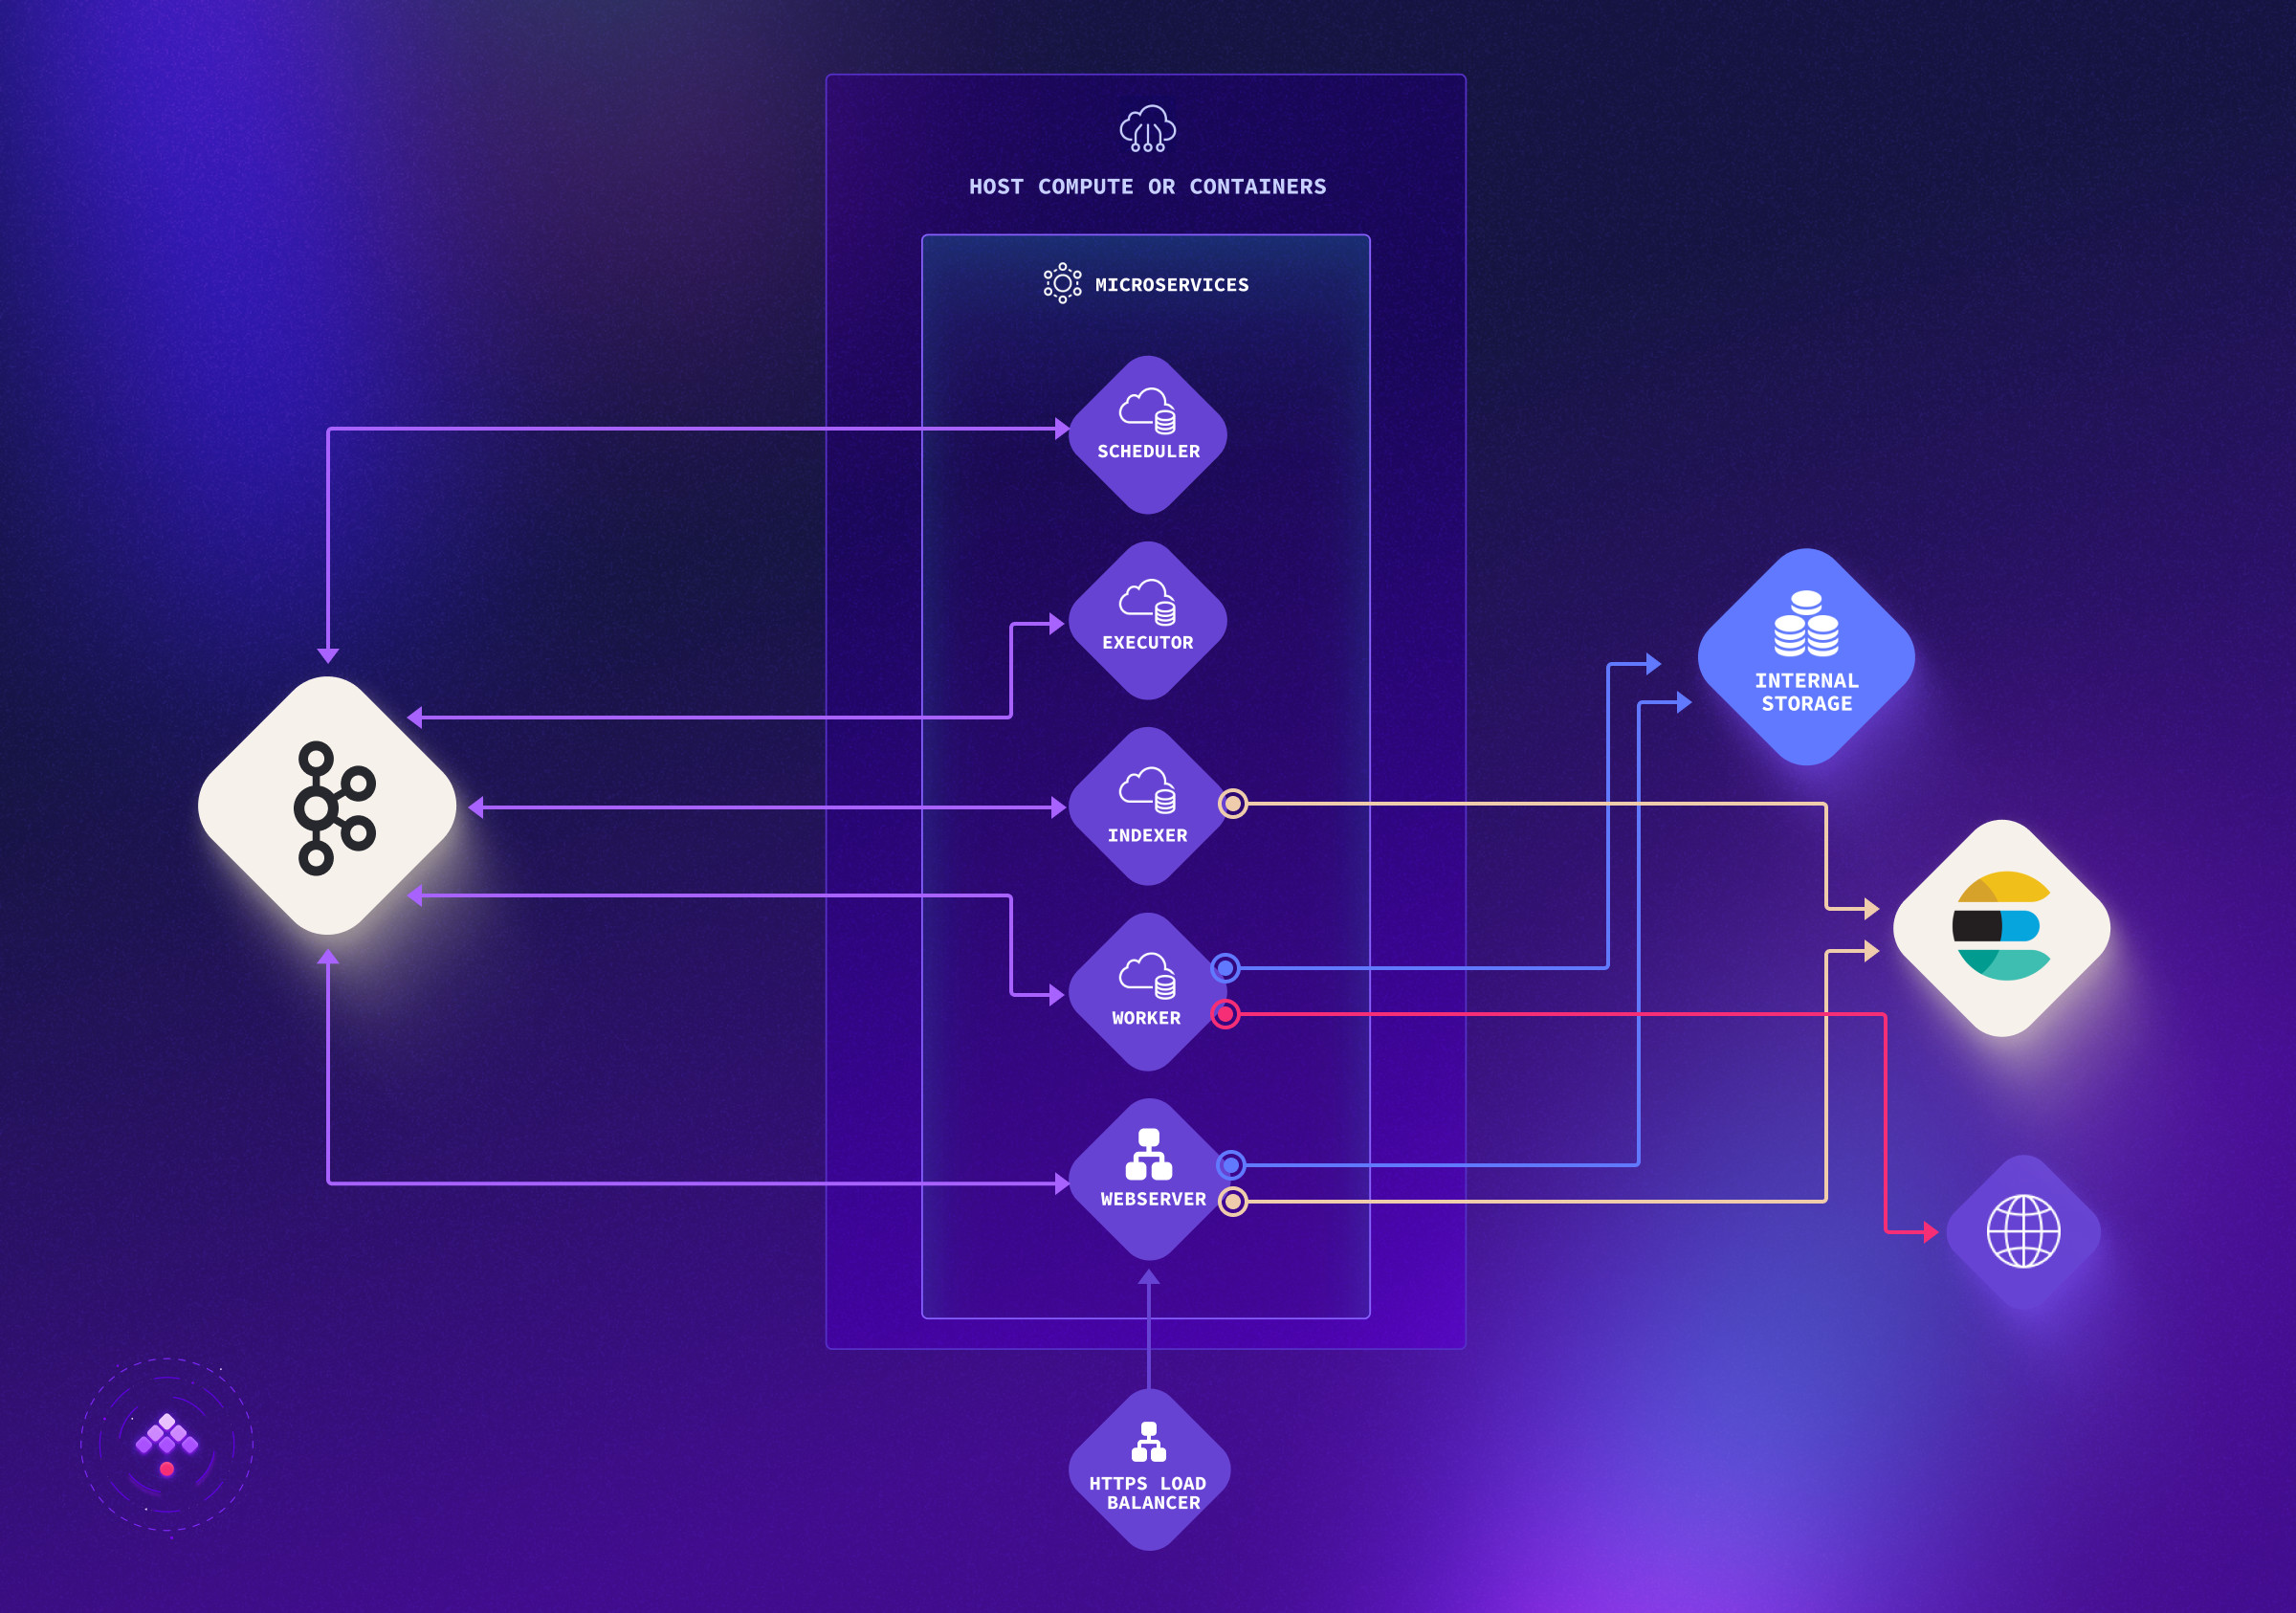 HOST COMPUTE OR CONTAINERS
MICROSERVICES
SCHEDULER
EXECUTOR
INDEXER
WORKER
WEBSERVER
HTTPS LOAD
BALANCER
INTERNAL
STORAGE